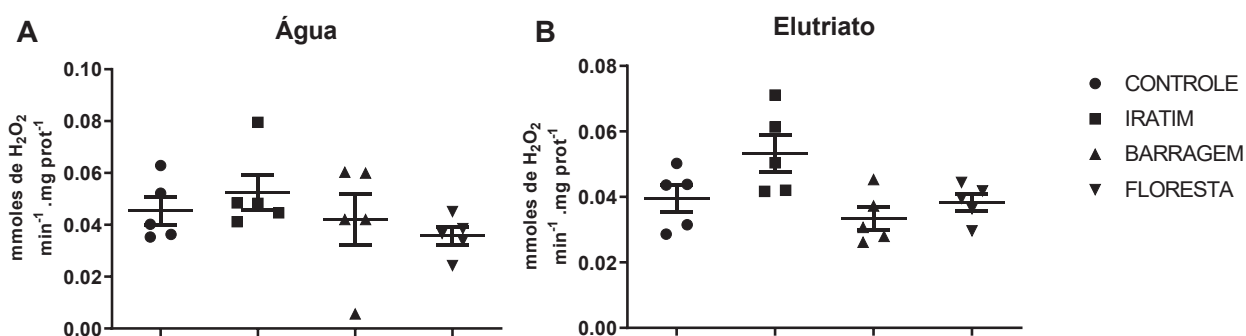 A
Água
mmoles de H₂O₂
min⁻¹ .mg prot⁻¹
0.10
0.08
0.06
0.04
0.02
0.00
B
Elutriato
mmoles de H₂O₂
min⁻¹ .mg prot⁻¹
0.08
0.06
0.04
0.02
0.00
CONTROLE
IRATIM
BARRAGEM
FLORESTA